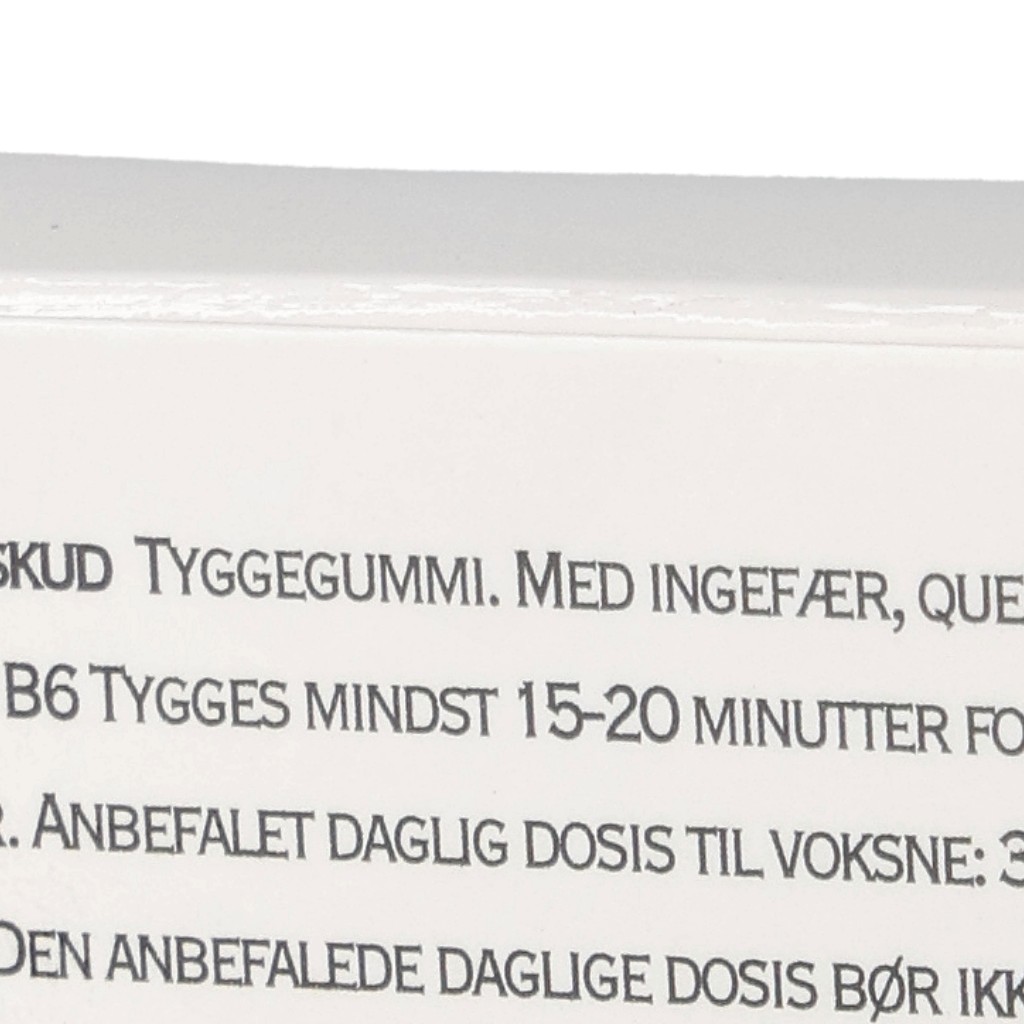 SKUD TYGGEGUMMI. MED INGEFÆR, QUE
B6 TYGGES MINDST 15-20 MINUTTER FO
R. ANBEFALET DAGLIG DOSIS TIL VOKSNE: 3
DEN ANBEFALEDE DAGLIGE DOSIS BØR IKK